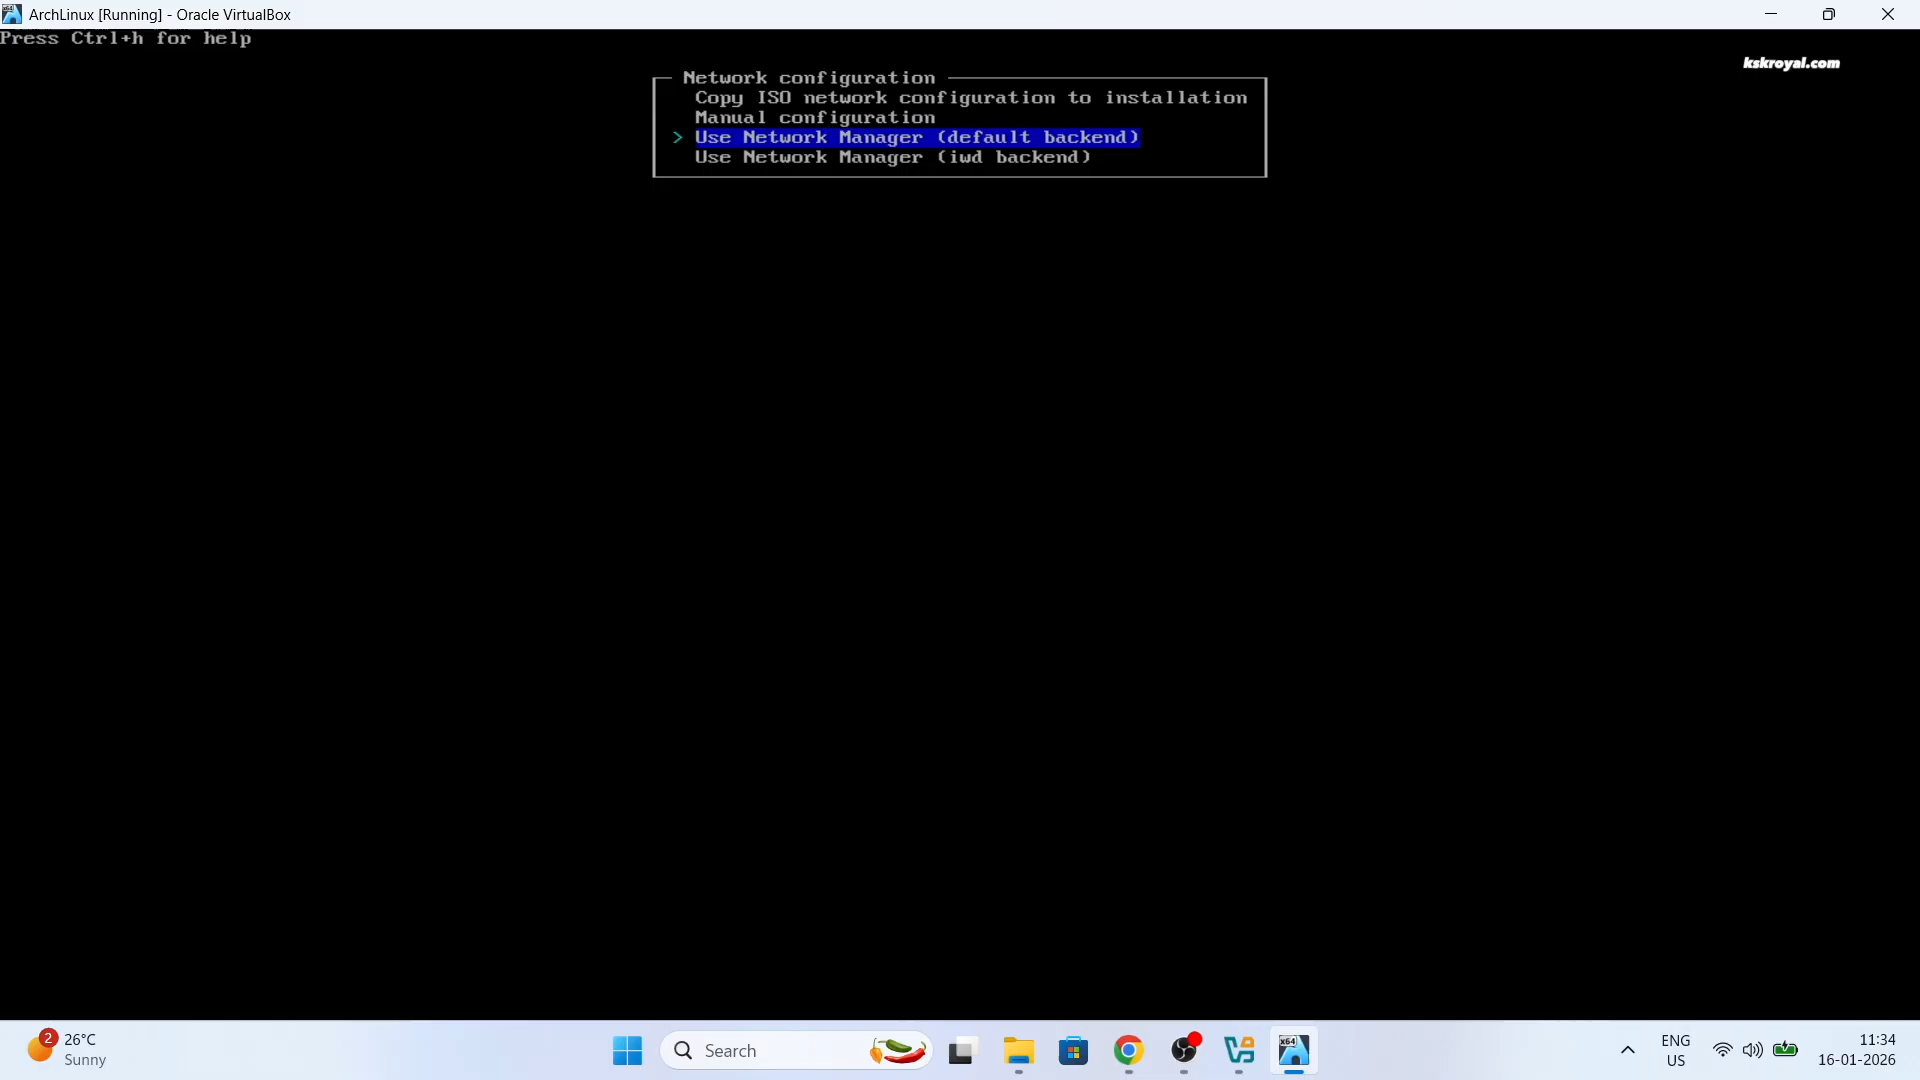 ArchLinux [Running] - Oracle VirtualBox
Press Ctrl+h for help
kskroyal.com
Network configuration
Copy ISO network configuration to installation
Manual configuration
> Use Network Manager (default backend)
Use Network Manager (iwd backend)
2
26°C
Sunny
Search
x64
ENG
US
11:34
16-01-2026